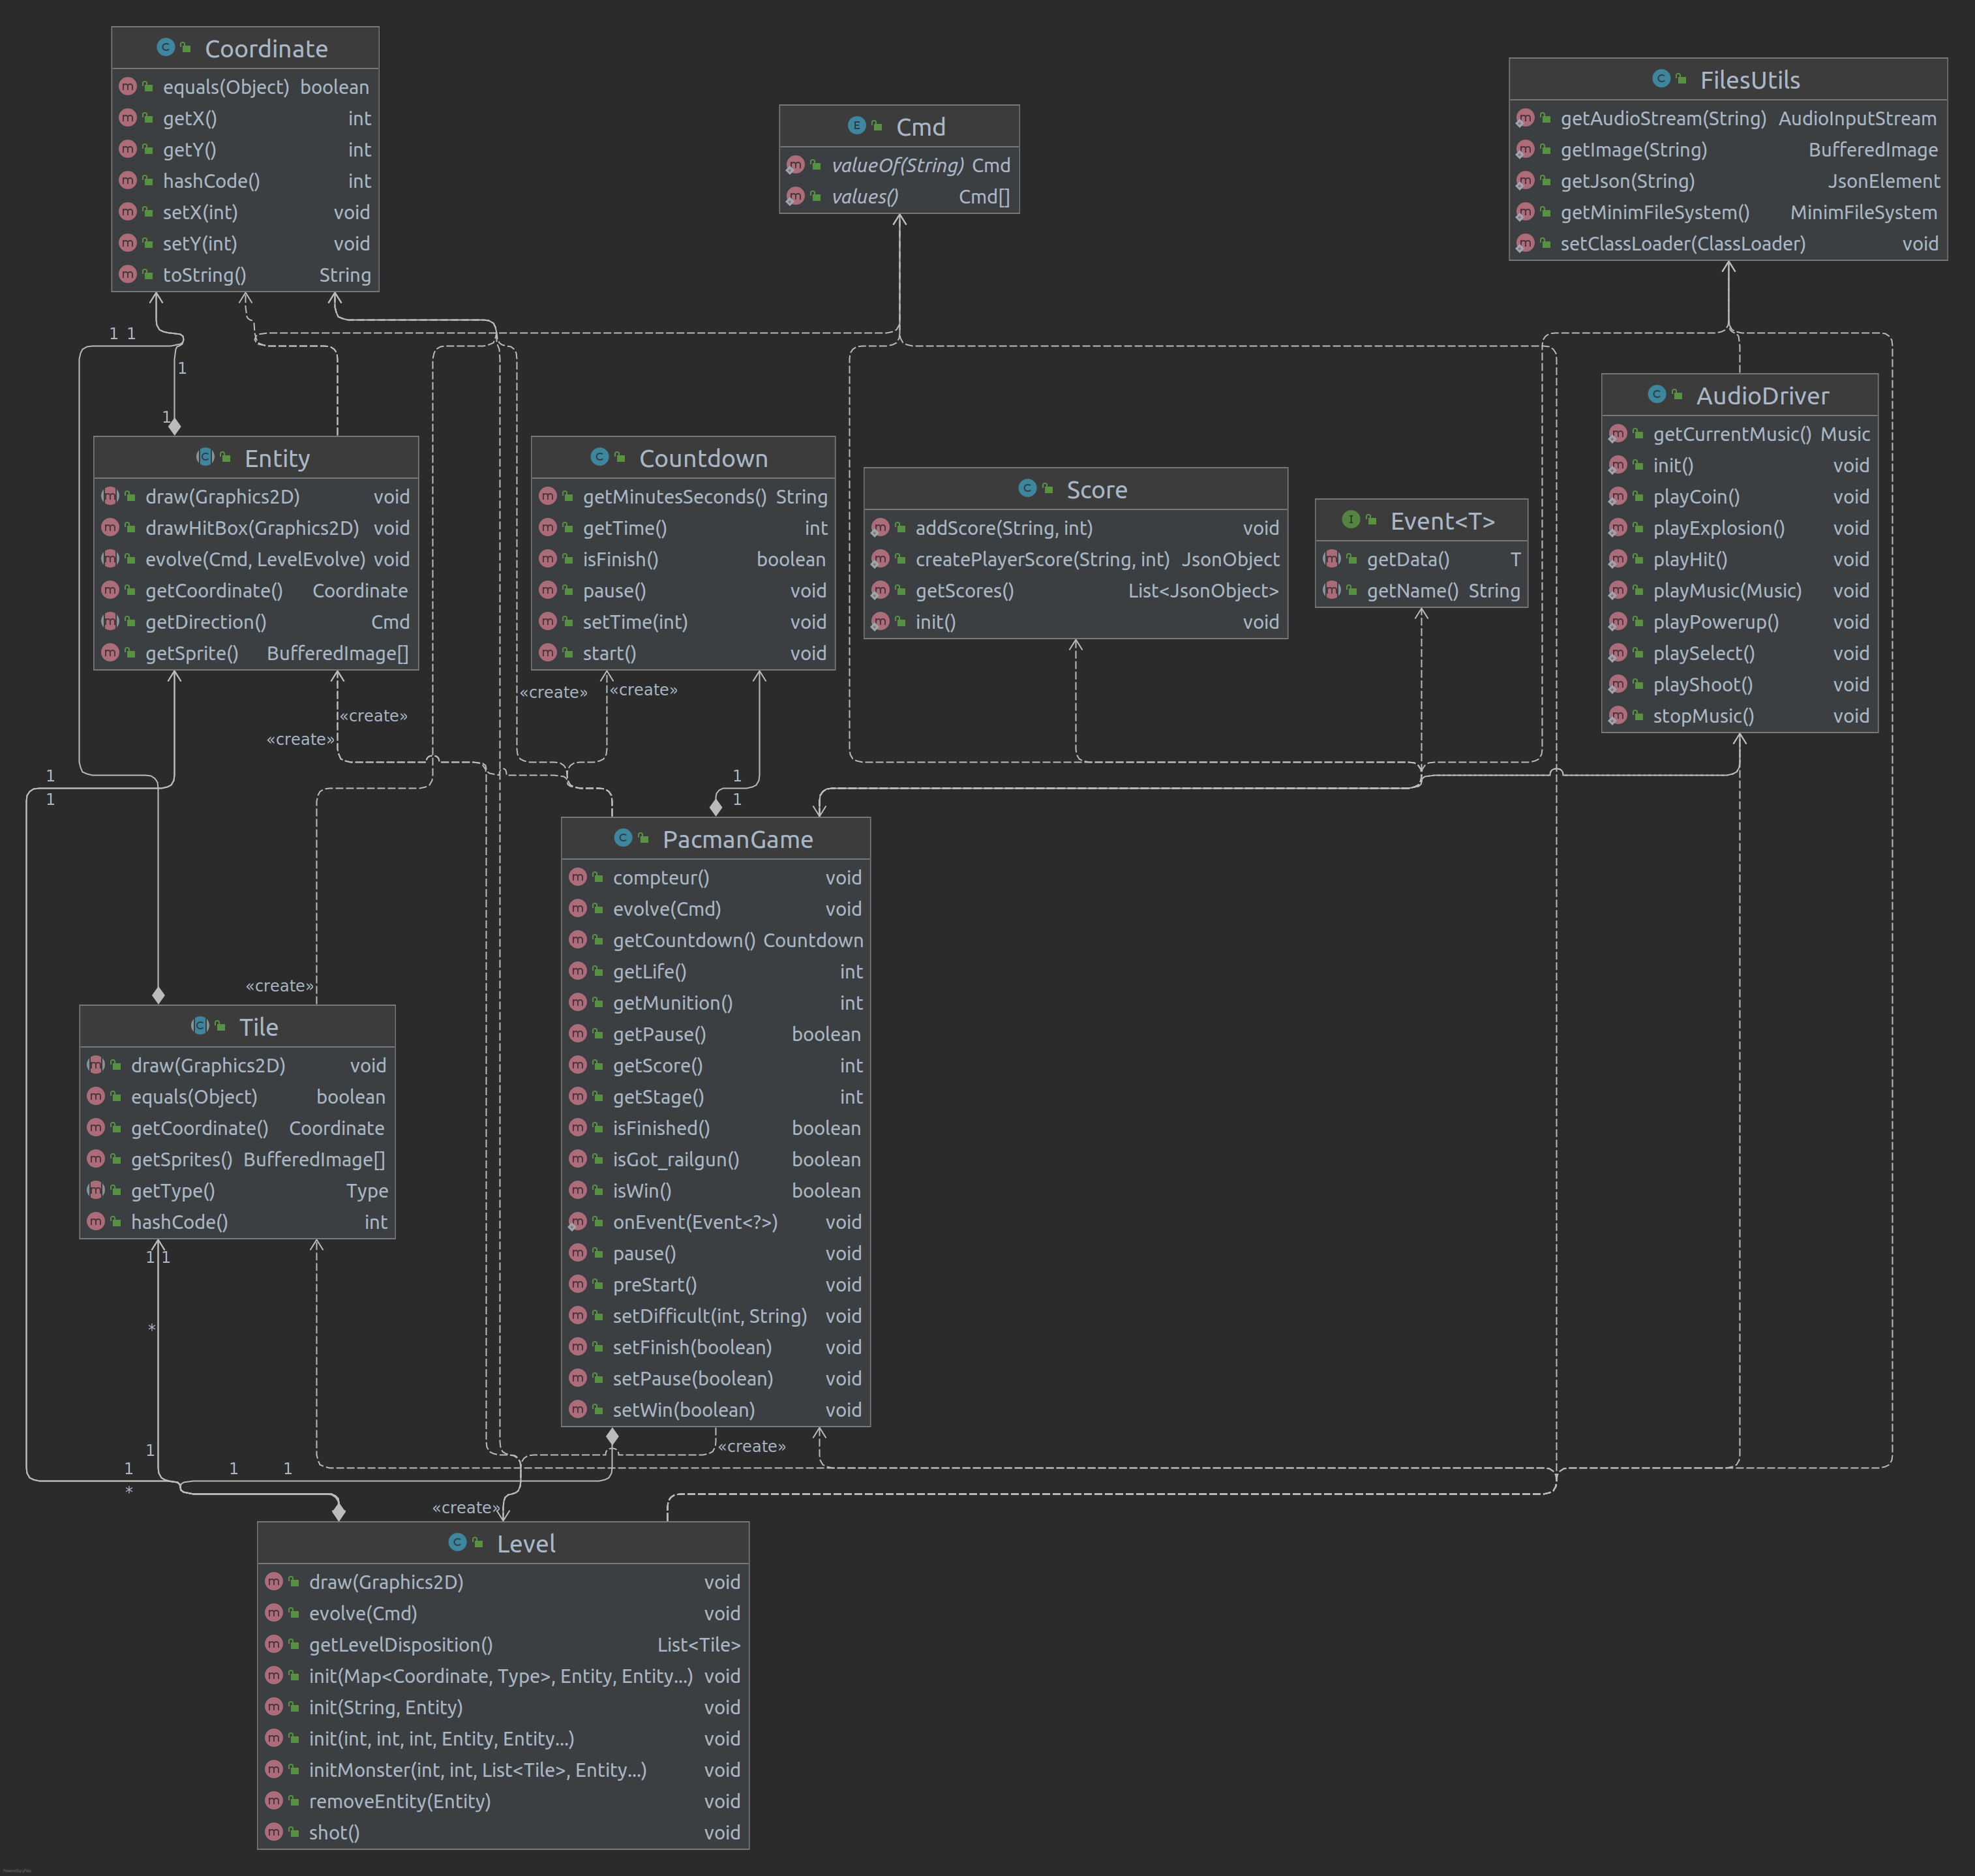 Coordinate
equals(Object) boolean
getX() int
getY() int
hashCode() int
setX(int) void
setY(int) void
toString() String
Cmd
valueOf(String) Cmd
values() Cmd[]
FilesUtils
getAudioStream(String) AudioInputStream
getImage(String) BufferedImage
getJson(String) JsonElement
getMinimFileSystem() MinimFileSystem
setClassLoader(ClassLoader) void
1 1
1
1
Entity
draw(Graphics2D) void
drawHitBox(Graphics2D) void
evolve(Cmd, LevelEvolve) void
getCoordinate() Coordinate
getDirection() Cmd
getSprite() BufferedImage[]
Countdown
getMinutesSeconds() String
getTime() int
isFinish() boolean
pause() void
setTime(int) void
start() void
Score
addScore(String, int) void
createPlayerScore(String, int) JsonObject
getScores() List<JsonObject>
init() void
Event<T>
getData() T
getName() String
AudioDriver
getCurrentMusic() Music
init() void
playCoin() void
playExplosion() void
playHit() void
playMusic(Music) void
playPowerup() void
playSelect() void
playShoot() void
stopMusic() void
«create» «create»
«create»
«create»
1
1
1
1
PacmanGame
compteur() void
evolve(Cmd) void
getCountdown() Countdown
getLife() int
getMunition() int
getPause() boolean
getScore() int
getStage() int
isFinished() boolean
isGot_railgun() boolean
isWin() boolean
onEvent(Event<?>) void
pause() void
preStart() void
setDifficult(int, String) void
setFinish(boolean) void
setPause(boolean) void
setWin(boolean) void
«create»
Tile
draw(Graphics2D) void
equals(Object) boolean
getCoordinate() Coordinate
getSprites() BufferedImage[]
getType() Type
hashCode() int
1 1
*
1
«create»
1 1 1
*
«create»
Level
draw(Graphics2D) void
evolve(Cmd) void
getLevelDisposition() List<Tile>
init(Map<Coordinate, Type>, Entity, Entity...) void
init(String, Entity) void
init(int, int, int, Entity, Entity...) void
initMonster(int, int, List<Tile>, Entity...) void
removeEntity(Entity) void
shot() void